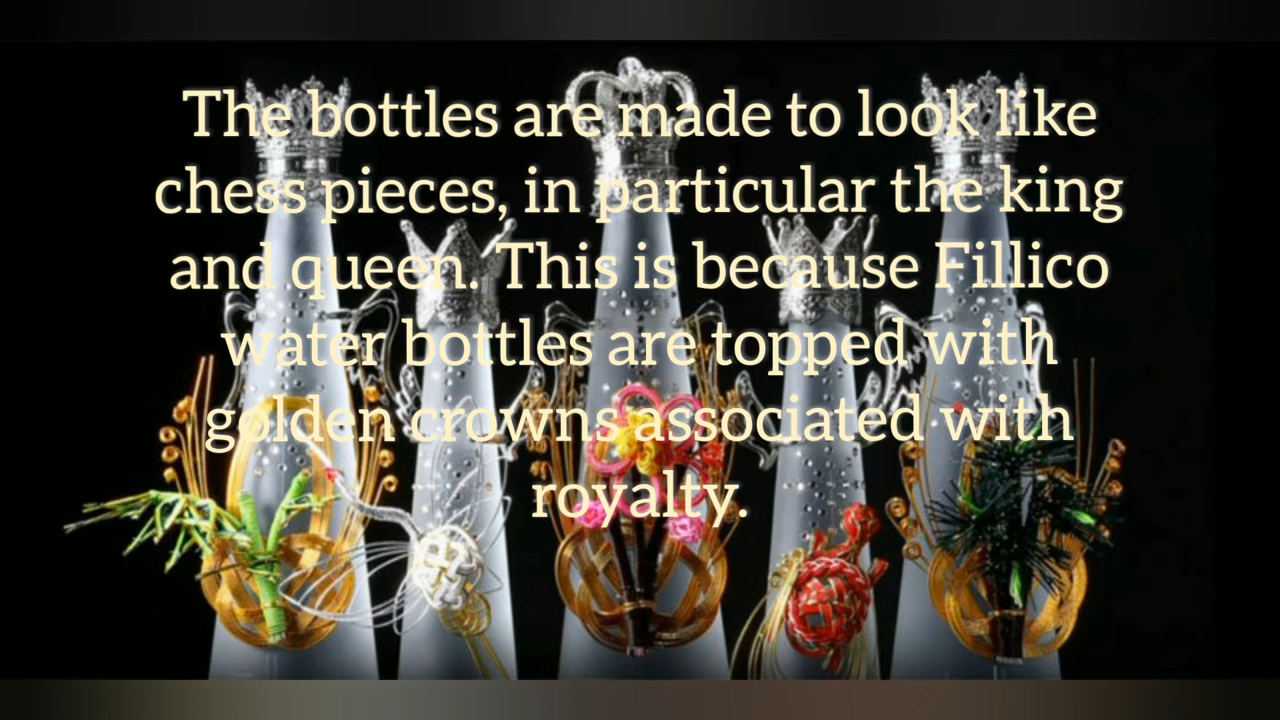 The bottles are made to look like
chess pieces, in particular the king
and queen. This is because Fillico
water bottles are topped with
golden crowns associated with
royalty.